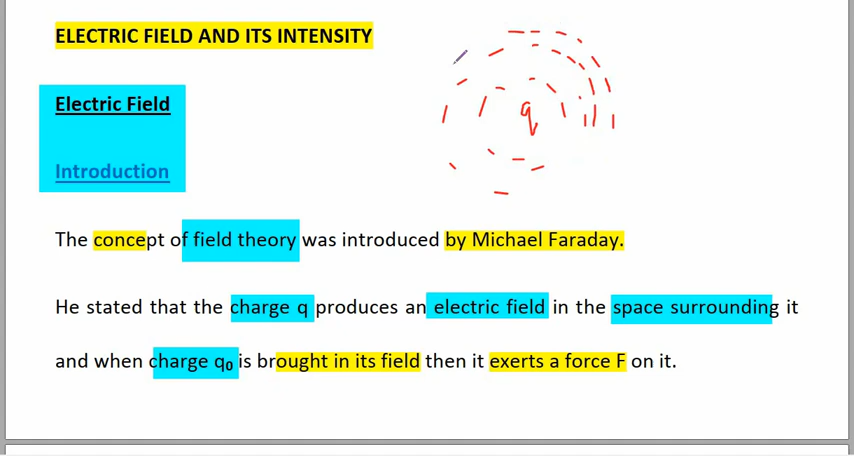 ELECTRIC FIELD AND ITS INTENSITY
Electric Field
q
Introduction
The concept of field theory was introduced by Michael Faraday.
He stated that the charge q produces an electric field in the space surrounding it
and when charge q₀ is brought in its field then it exerts a force F on it.